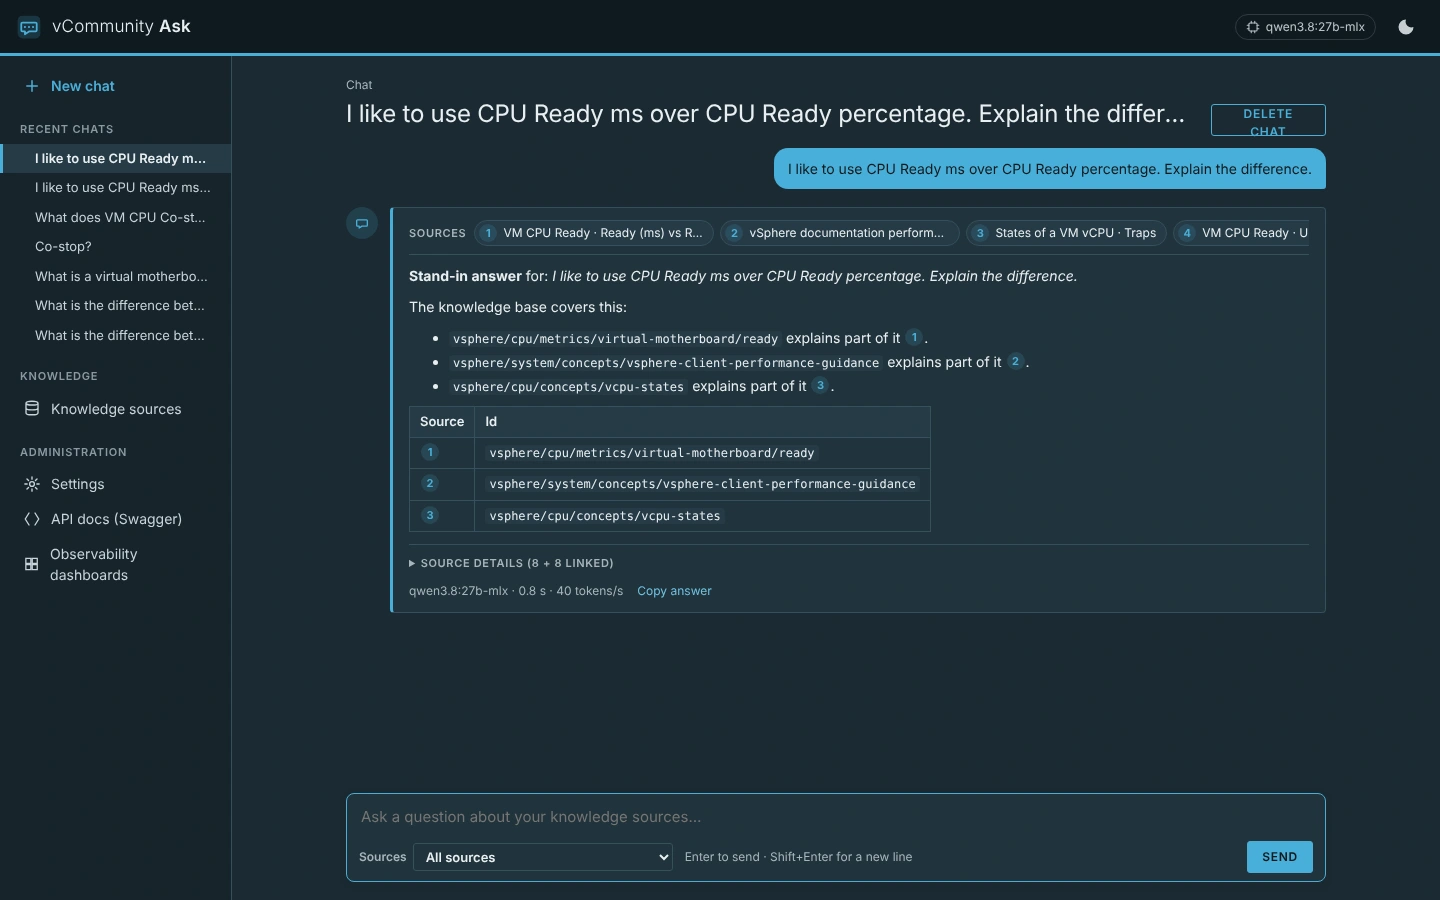 vCommunity Ask
qwen3.8:27b-mlx
New chat
RECENT CHATS
I like to use CPU Ready m...
I like to use CPU Ready ms...
What does VM CPU Co-st...
Co-stop?
What is a virtual motherbo...
What is the difference bet...
What is the difference bet...
KNOWLEDGE
Knowledge sources
ADMINISTRATION
Settings
API docs (Swagger)
Observability
dashboards
Chat
I like to use CPU Ready ms over CPU Ready percentage. Explain the differ...
DELETE
CHAT
I like to use CPU Ready ms over CPU Ready percentage. Explain the difference.
SOURCES 1 VM CPU Ready · Ready (ms) vs R... 2 vSphere documentation perform... 3 States of a VM vCPU · Traps 4 VM CPU Ready · U
Stand-in answer for: I like to use CPU Ready ms over CPU Ready percentage. Explain the difference.
The knowledge base covers this:
• vsphere/cpu/metrics/virtual-motherboard/ready explains part of it 1.
• vsphere/system/concepts/vsphere-client-performance-guidance explains part of it 2.
• vsphere/cpu/concepts/vcpu-states explains part of it 3.
Source Id
1 vsphere/cpu/metrics/virtual-motherboard/ready
2 vsphere/system/concepts/vsphere-client-performance-guidance
3 vsphere/cpu/concepts/vcpu-states
SOURCE DETAILS (8 + 8 LINKED)
qwen3.8:27b-mlx · 0.8 s · 40 tokens/s Copy answer
Ask a question about your knowledge sources...
Sources All sources Enter to send · Shift+Enter for a new line SEND